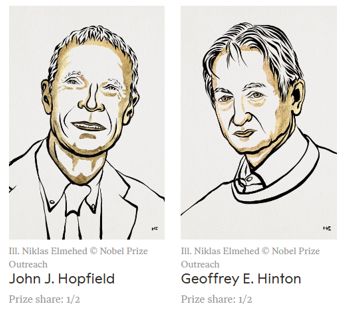 Ill. Niklas Elmehed © Nobel Prize
Outreach
John J. Hopfield
Prize share: 1/2
Ill. Niklas Elmehed © Nobel Prize
Outreach
Geoffrey E. Hinton
Prize share: 1/2